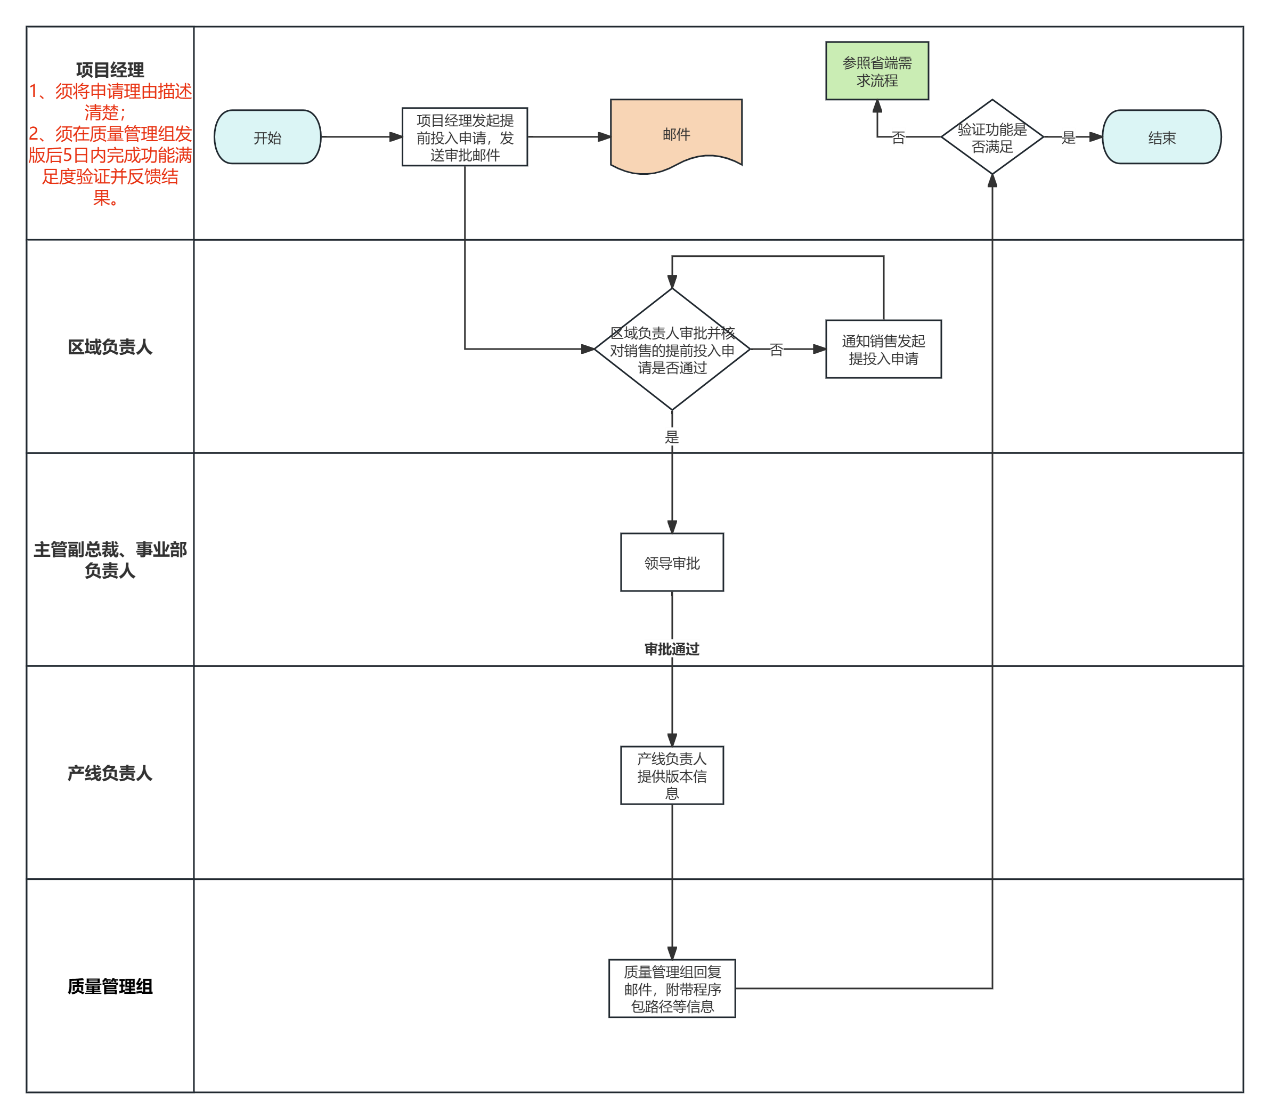 项目经理
1、须将申请理由描述
清楚；
2、须在质量管理组发
版后5日内完成功能满
足度验证并反馈结
果。
开始
项目经理发起提
前投入申请，发
送审批邮件
邮件
参照省端需
求流程
否
验证功能是
否满足
是
结束
区域负责人
区域负责人审批并核
对销售的提前投入申
请是否通过
否
通知销售发起
提投入申请
是
主管副总裁、事业部
负责人
领导审批
审批通过
产线负责人
产线负责人
提供版本信
息
质量管理组
质量管理组回复
邮件，附带程序
包路径等信息